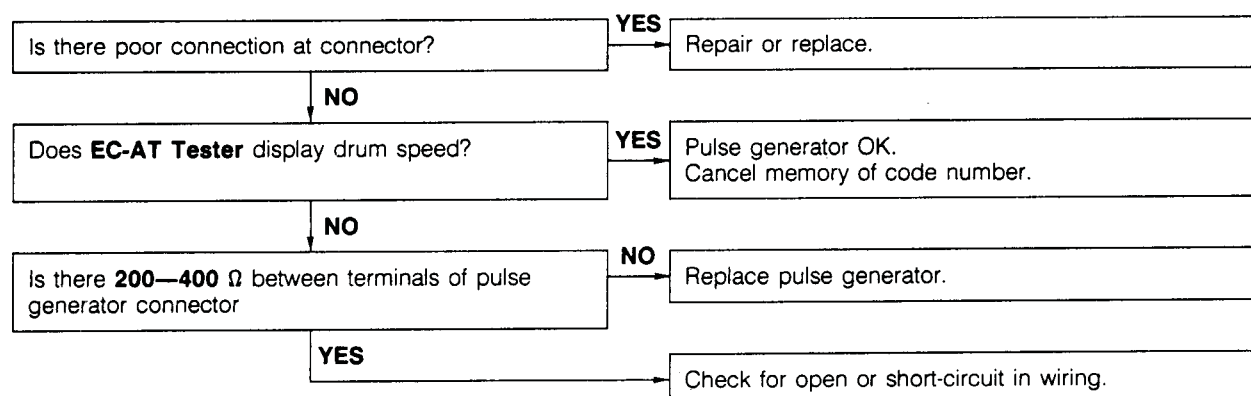 Is there poor connection at connector?
YES
Repair or replace.
NO
Does EC-AT Tester display drum speed?
YES
Pulse generator OK.
Cancel memory of code number.
NO
Is there 200—400 Ω between terminals of pulse
generator connector
NO
Replace pulse generator.
YES
Check for open or short-circuit in wiring.